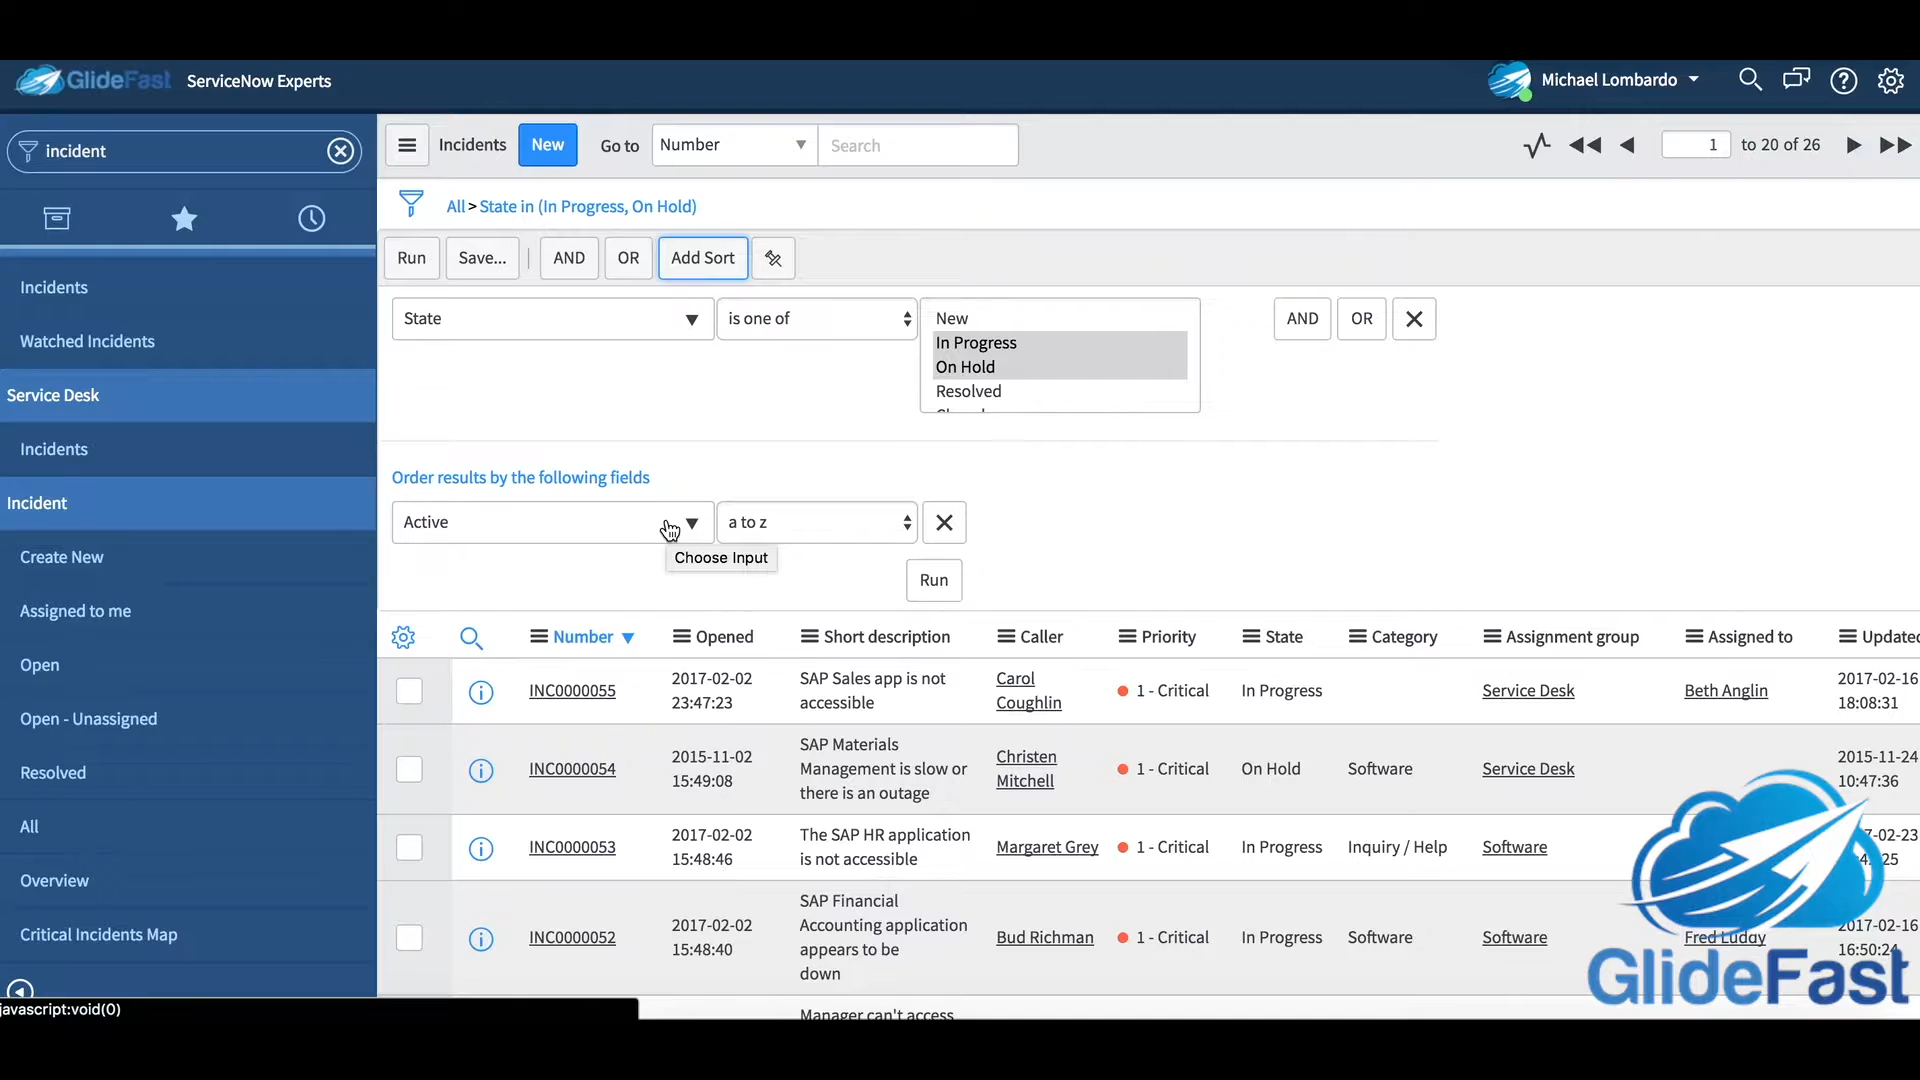 GlideFast ServiceNow Experts
Michael Lombardo
incident
Incidents
New
Go to
Number
Search
1
to 20 of 26
All > State in (In Progress, On Hold)
Run
Save...
AND
OR
Add Sort
State
is one of
New
In Progress
On Hold
Resolved
AND
OR
Order results by the following fields
Active
a to z
Choose Input
Run
Incidents
Watched Incidents
Service Desk
Incidents
Incident
Create New
Assigned to me
Open
Open - Unassigned
Resolved
All
Overview
Critical Incidents Map
javascript:void(0)
Number Opened Short description Caller Priority State Category Assignment group Assigned to Updated
INC0000055
2017-02-02
23:47:23
SAP Sales app is not
accessible
Carol
Coughlin
1 - Critical
In Progress
Service Desk
Beth Anglin
2017-02-16
18:08:31
INC0000054
2015-11-02
15:49:08
SAP Materials
Management is slow or
there is an outage
Christen
Mitchell
1 - Critical
On Hold
Software
Service Desk
2015-11-24
10:47:36
INC0000053
2017-02-02
15:48:46
The SAP HR application
is not accessible
Margaret Grey
1 - Critical
In Progress
Inquiry / Help
Software
INC0000052
2017-02-02
15:48:40
SAP Financial
Accounting application
appears to be
down
Bud Richman
1 - Critical
In Progress
Software
Software
Fred Luddy
2017-02-16
16:50:24
Manager can't access
GlideFast